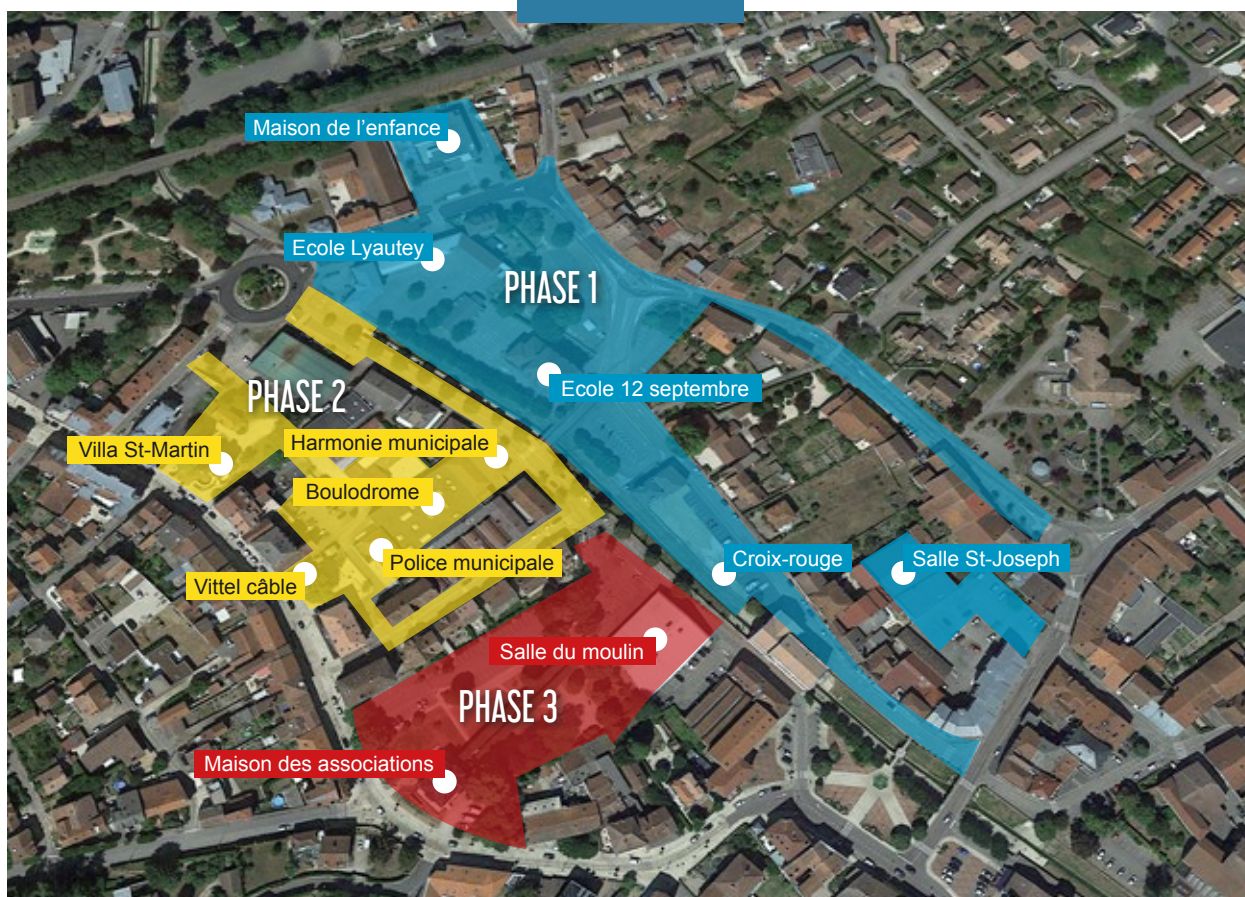 Maison de l'enfance
Ecole Lyautey
PHASE 1
Ecole 12 septembre
PHASE 2
Harmonie municipale
Villa St-Martin
Boulodrome
Police municipale
Croix-rouge
Salle St-Joseph
Vittel câble
Salle du moulin
PHASE 3
Maison des associations